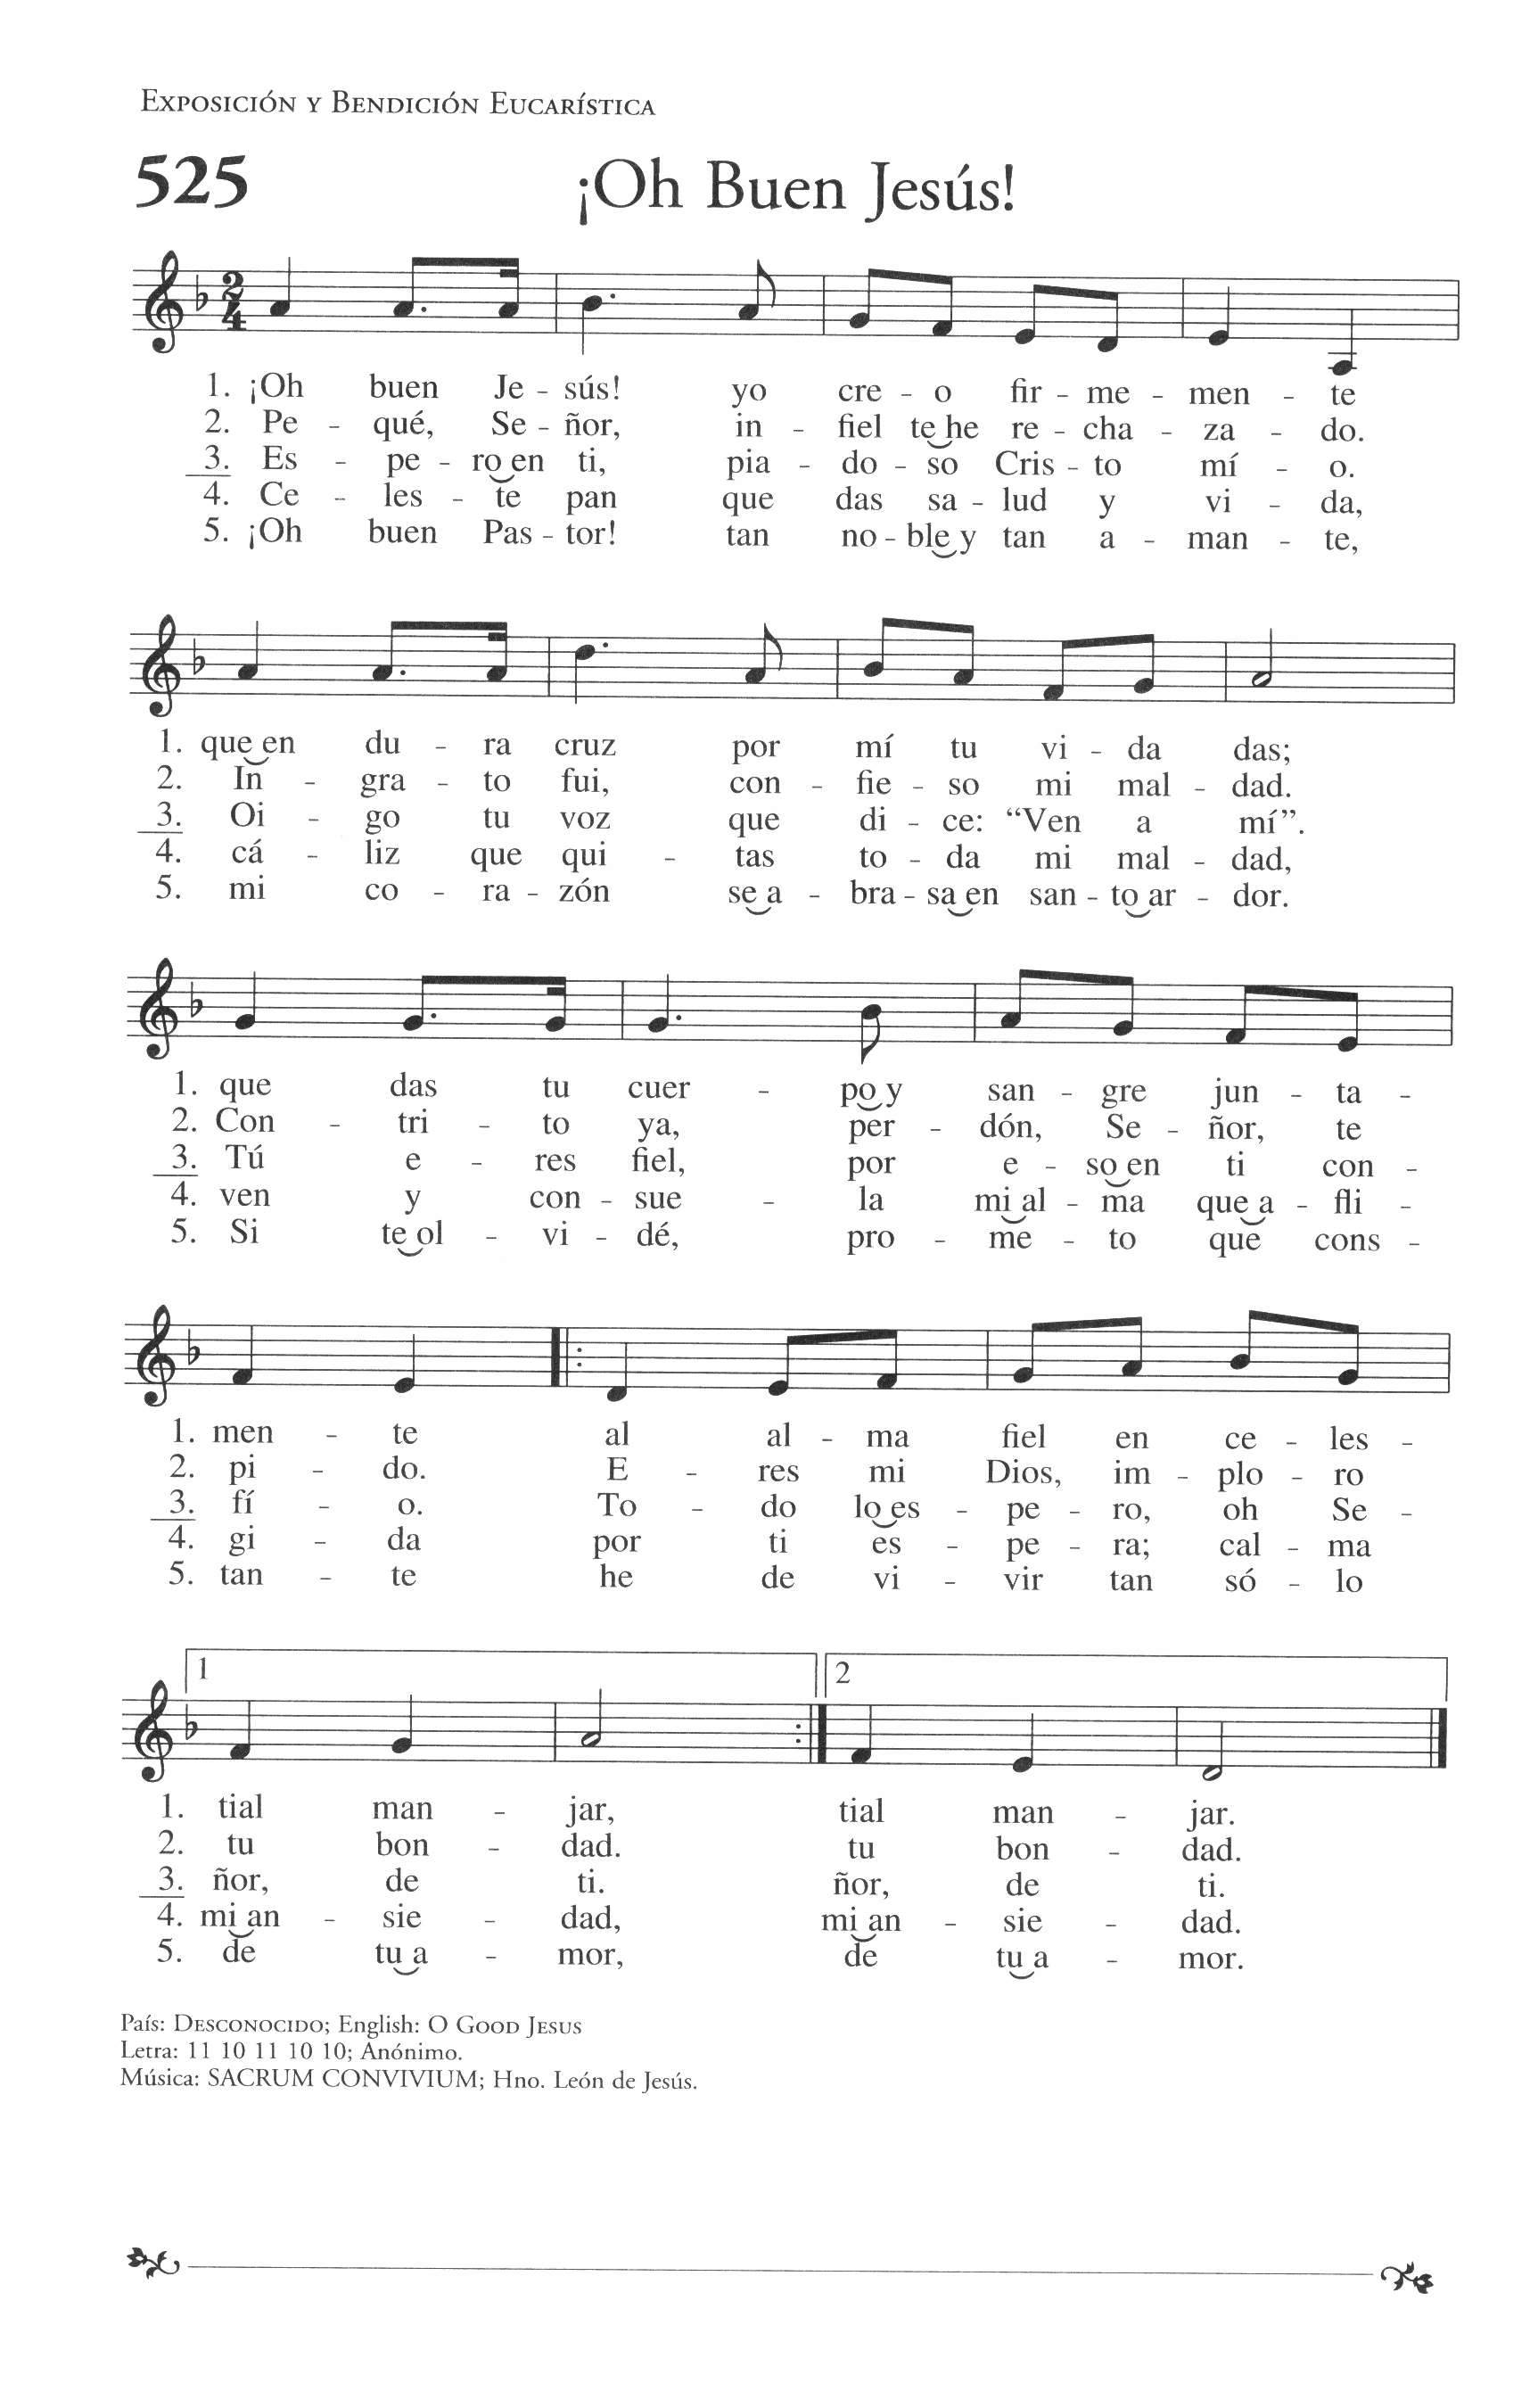 Exposición y Bendición Eucarística
525 ¡Oh Buen Jesús!
2 4
1. ¡Oh buen Je - sús! yo cre - o fir - me - men - te
2. Pe - qué, Se - ñor, in - fiel te he re - cha - za - do.
3. Es - pe - ro en ti, pia - do - so Cris - to mí - o.
4. Ce - les - te pan que das sa - lud y vi - da,
5. ¡Oh buen Pas - tor! tan no - ble y tan a - man - te,
1. que en du - ra cruz por mí tu vi - da das;
2. In - gra - to fui, con - fie - so mi mal - dad.
3. Oi - go tu voz que di - ce: “Ven a mí”.
4. cá - liz que qui - tas to - da mi mal - dad,
5. mi co - ra - zón se a - bra - sa en san - to ar - dor.
1. que das tu cuer - po y san - gre jun - ta -
2. Con - tri - to ya, per - dón, Se - ñor, te
3. Tú e - res fiel, por e - so en ti con -
4. ven y con - sue - la mi al - ma que a - fli -
5. Si te ol - vi - dé, pro - me - to que cons -
1. men - te al al - ma fiel en ce - les -
2. pi - do. E - res mi Dios, im - plo - ro
3. fí - o. To - do lo es - pe - ro, oh Se -
4. gi - da por ti es - pe - ra; cal - ma
5. tan - te he de vi - vir tan só - lo
1 2
1. tial man - jar, tial man - jar.
2. tu bon - dad. tu bon - dad.
3. ñor, de ti. ñor, de ti.
4. mi an - sie - dad, mi an - sie - dad.
5. de tu a - mor, de tu a - mor.
País: Desconocido; English: O Good Jesus
Letra: 11 10 11 10 10; Anónimo.
Música: SACRUM CONVIVIUM; Hno. León de Jesús.